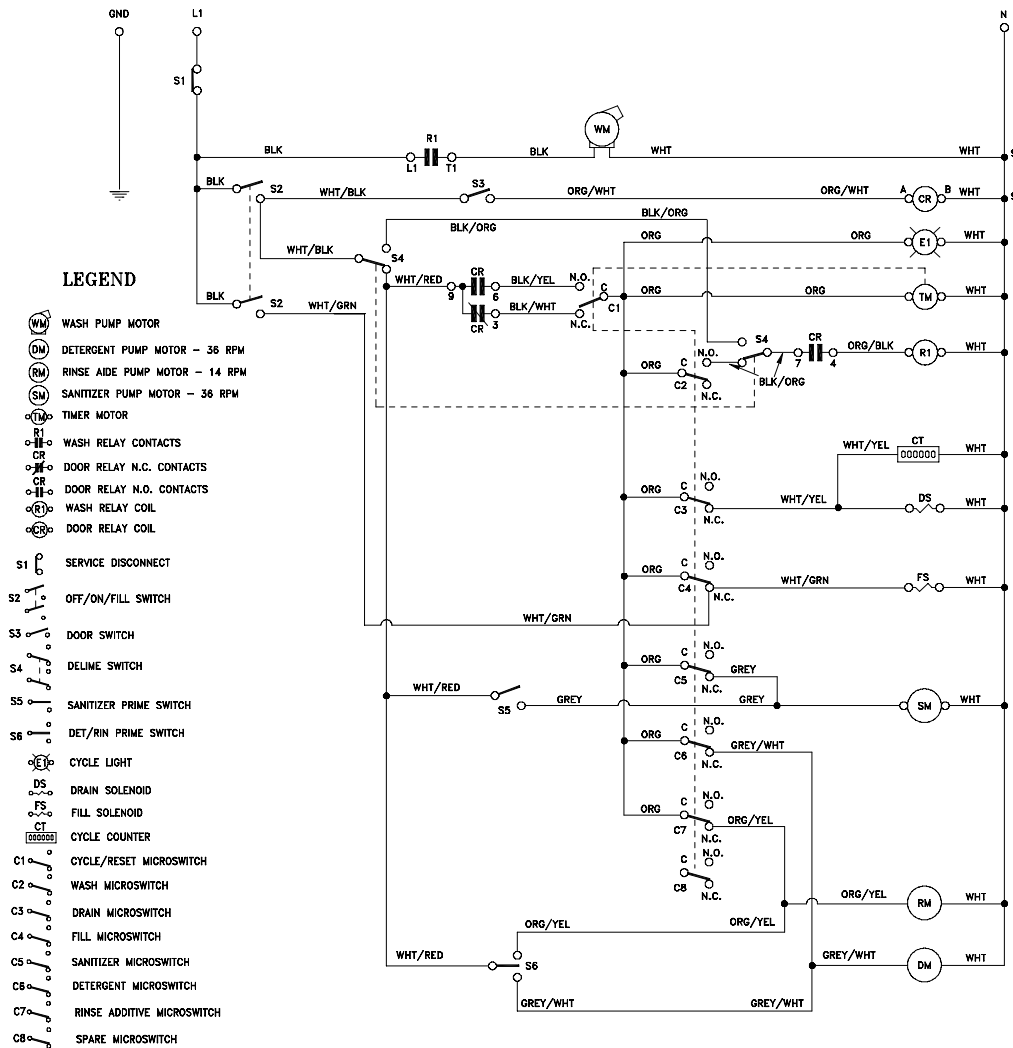 GND
L1
N
S1
R1
WM
BLK
L1
T1
BLK
WHT
WHT
BLK
S2
WHT/BLK
S3
ORG/WHT
ORG/WHT
A
CR
B
WHT
BLK/ORG
BLK/ORG
WHT/BLK
S4
ORG
ORG
E1
WHT
LEGEND
WHT/RED
9
CR
6
BLK/YEL
N.O.
C
C1
ORG
ORG
TM
WHT
BLK
S2
WHT/GRN
CR
3
BLK/WHT
N.C.
S4
CR
ORG
C
N.O.
C2
N.C.
BLK/ORG
7
4
ORG/BLK
R1
WHT
WHT/YEL
CT
000000
WHT
ORG
C
N.O.
C3
N.C.
WHT/YEL
DS
WHT
ORG
C
N.O.
C4
N.C.
WHT/GRN
FS
WHT
WHT/GRN
ORG
C
N.O.
C5
N.C.
GREY
WHT/RED
S5
GREY
GREY
SM
WHT
ORG
C
N.O.
C6
N.C.
GREY/WHT
ORG
C
N.O.
C7
N.C.
ORG/YEL
C
N.O.
C8
N.C.
ORG/YEL
RM
WHT
ORG/YEL
ORG/YEL
WHT/RED
S6
GREY/WHT
DM
WHT
GREY/WHT
GREY/WHT
WM WASH PUMP MOTOR
DM DETERGENT PUMP MOTOR - 36 RPM
RM RINSE AIDE PUMP MOTOR - 14 RPM
SM SANITIZER PUMP MOTOR - 36 RPM
TM TIMER MOTOR
R1 WASH RELAY CONTACTS
CR DOOR RELAY N.C. CONTACTS
CR DOOR RELAY N.O. CONTACTS
R1 WASH RELAY COIL
CR DOOR RELAY COIL
S1 SERVICE DISCONNECT
S2 OFF/ON/FILL SWITCH
S3 DOOR SWITCH
S4 DELIME SWITCH
S5 SANITIZER PRIME SWITCH
S6 DET/RIN PRIME SWITCH
E1 CYCLE LIGHT
DS DRAIN SOLENOID
FS FILL SOLENOID
CT
000000 CYCLE COUNTER
C1 CYCLE/RESET MICROSWITCH
C2 WASH MICROSWITCH
C3 DRAIN MICROSWITCH
C4 FILL MICROSWITCH
C5 SANITIZER MICROSWITCH
C6 DETERGENT MICROSWITCH
C7 RINSE ADDITIVE MICROSWITCH
C8 SPARE MICROSWITCH